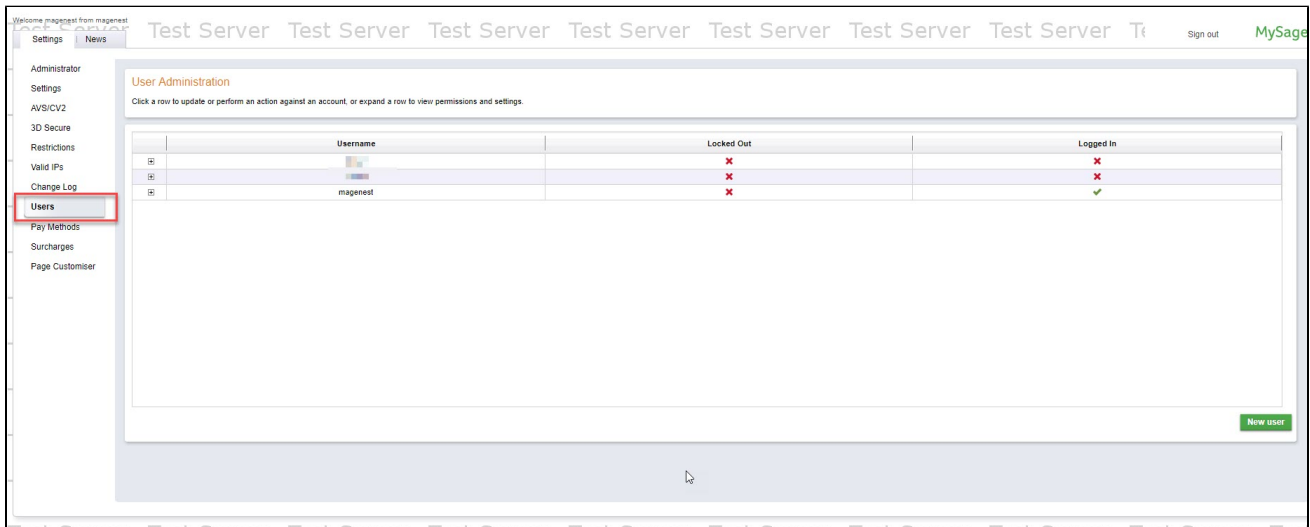 Welcome magenest from magenest
Test Server Test Server Test Server Test Server Test Server Test Server Test Server Test Server Te
Settings News
Sign out
MySage
Administrator
Settings
AVS/CV2
3D Secure
Restrictions
Valid IPs
Change Log
Users
Pay Methods
Surcharges
Page Customiser
User Administration
Click a row to update or perform an action against an account, or expand a row to view permissions and settings.
Username Locked Out Logged In
magenest
New user